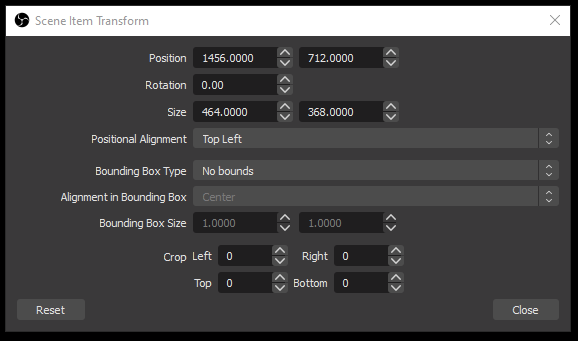 Scene Item Transform
Position 1456.0000 712.0000
Rotation 0.00
Size 464.0000 368.0000
Positional Alignment Top Left
Bounding Box Type No bounds
Alignment in Bounding Box Center
Bounding Box Size 1.0000 1.0000
Crop Left 0 Right 0
Top 0 Bottom 0
Reset Close